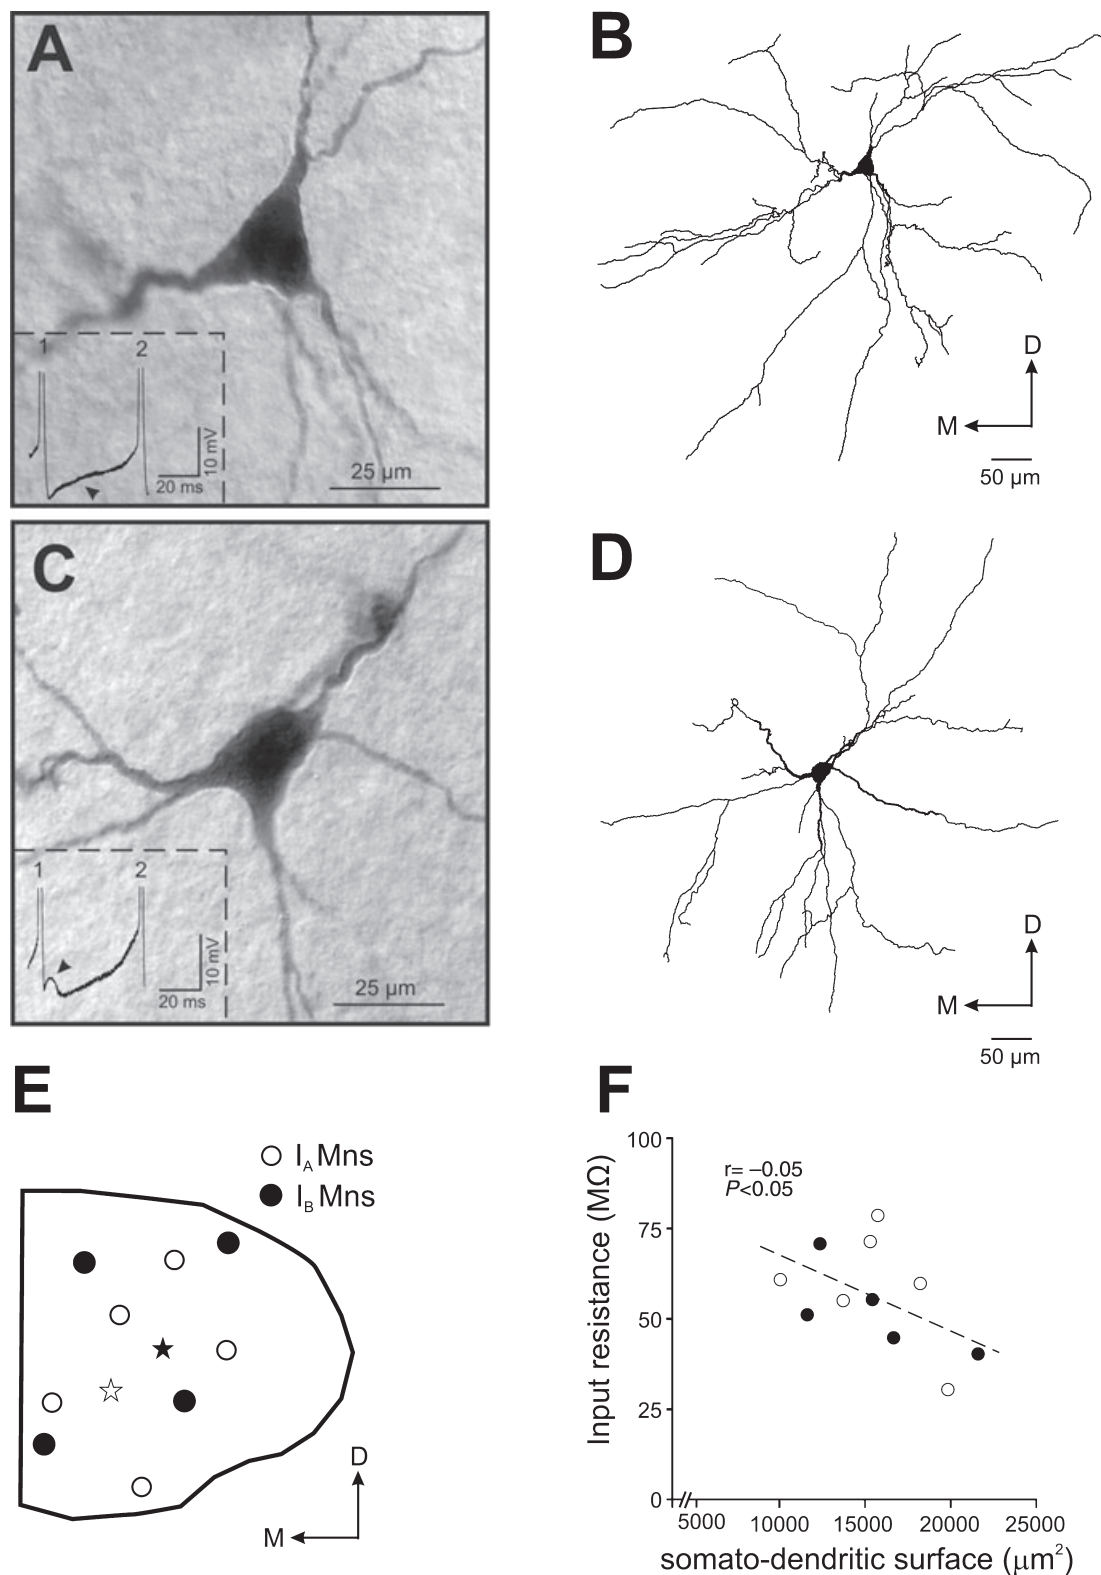 A
1 2
10 mV
20 ms
25 µm
B
D
M
50 µm
C
1 2
10 mV
20 ms
25 µm
D
D
M
50 µm
E
I_A Mns
I_B Mns
D
M
F
Input resistance (MΩ)
100
75
50
25
0
r= –0.05
P<0.05
5000 10000 15000 20000 25000
somato-dendritic surface (µm²)